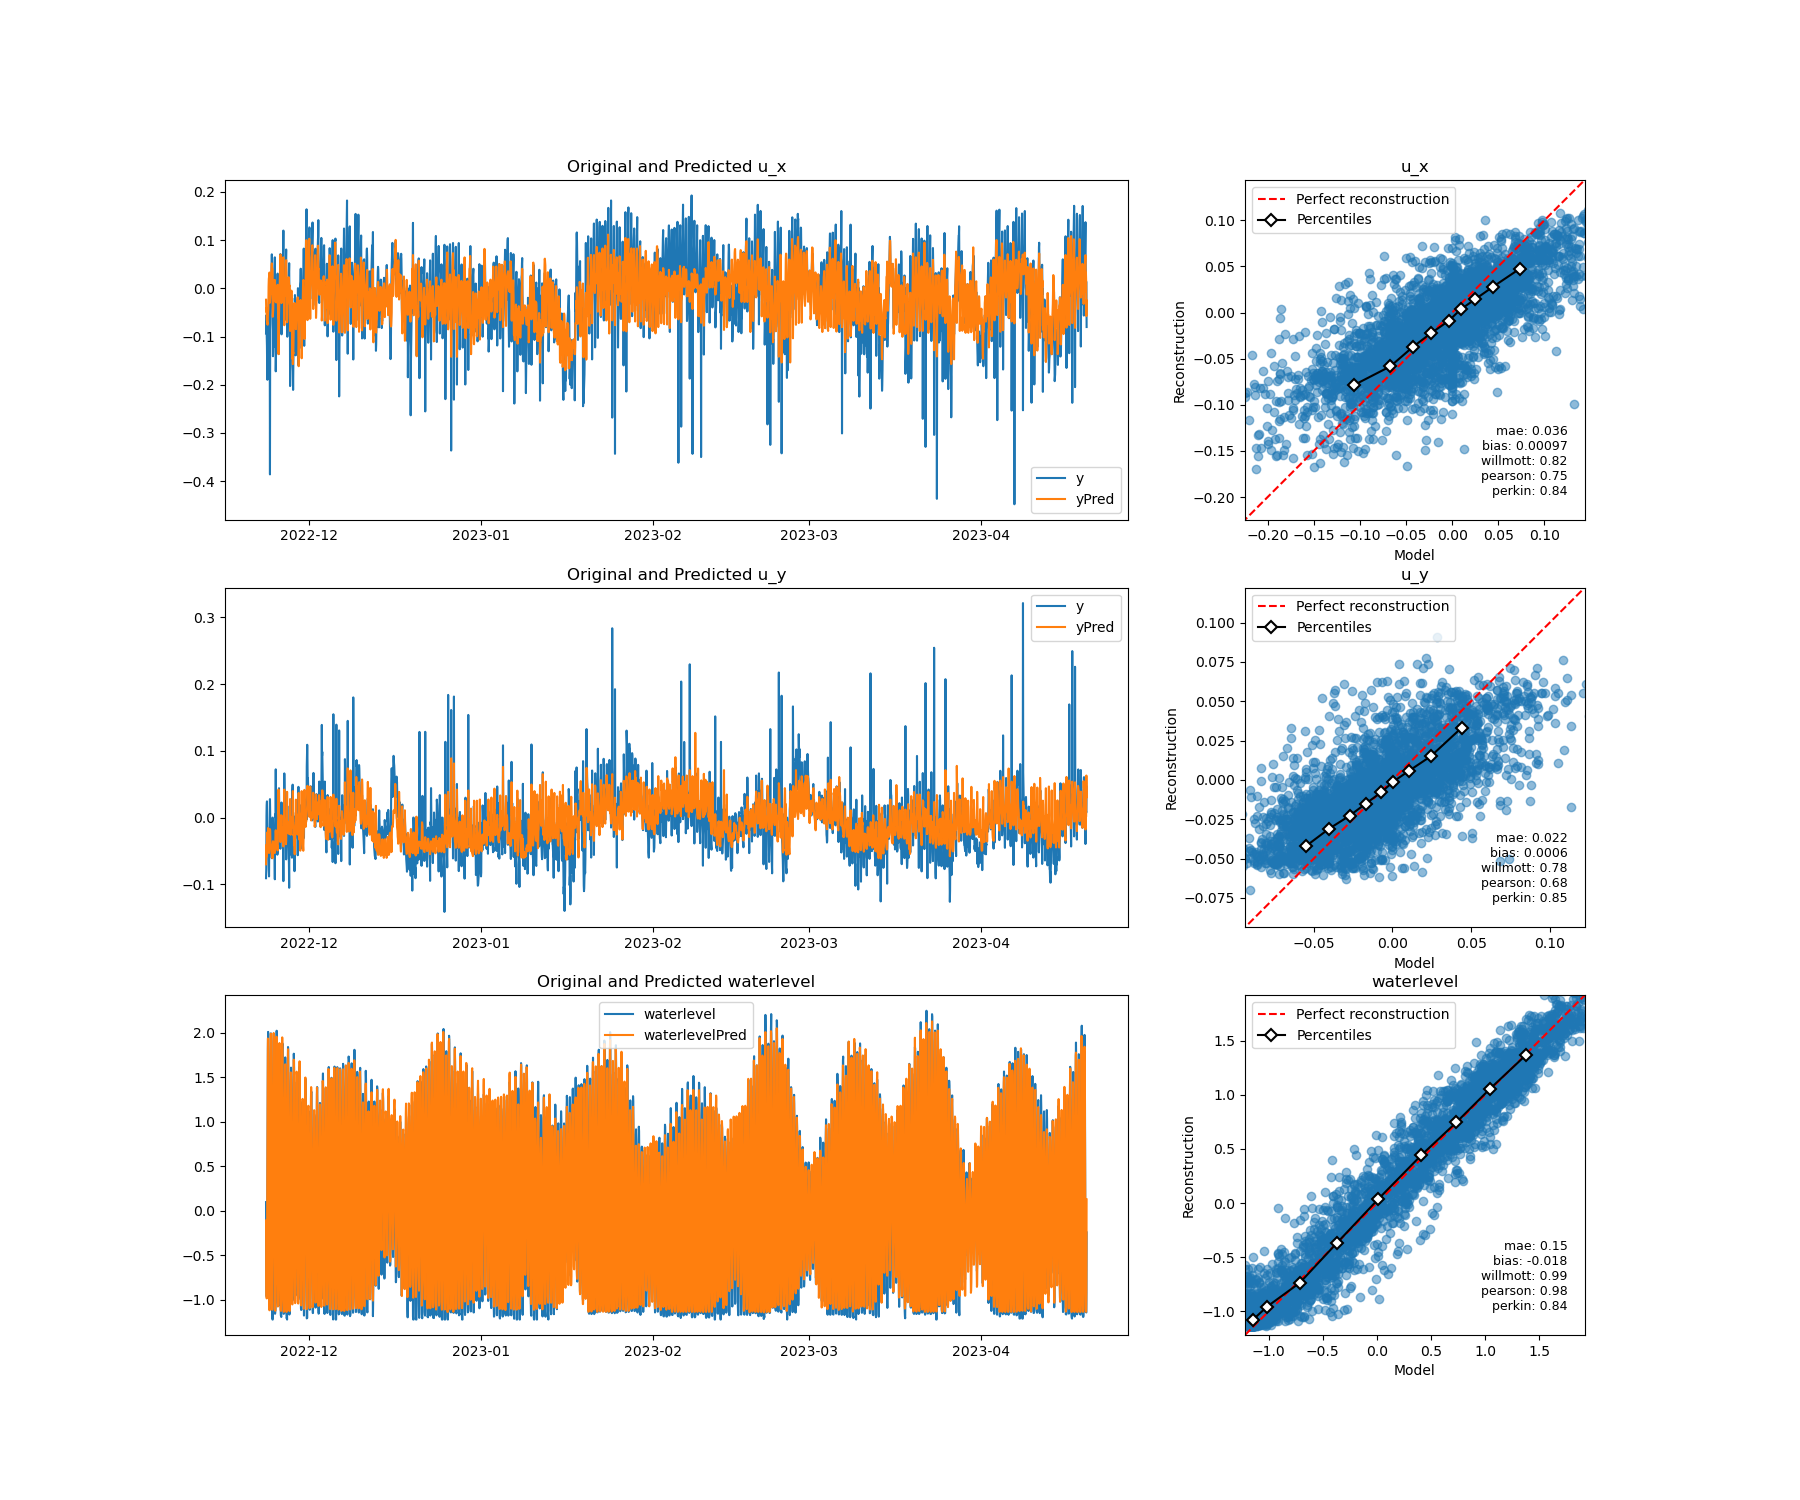 Original and Predicted u_x
0.2
0.1
0.0
−0.1
−0.2
−0.3
−0.4
y
yPred
2022-12 2023-01 2023-02 2023-03 2023-04
u_x
Perfect reconstruction
Percentiles
Reconstruction
0.10
0.05
0.00
−0.05
−0.10
−0.15
−0.20
mae: 0.036
bias: 0.00097
willmott: 0.82
pearson: 0.75
perkin: 0.84
−0.20 −0.15 −0.10 −0.05 0.00 0.05 0.10
Model
Original and Predicted u_y
0.3
0.2
0.1
0.0
−0.1
y
yPred
2022-12 2023-01 2023-02 2023-03 2023-04
u_y
Perfect reconstruction
Percentiles
Reconstruction
0.100
0.075
0.050
0.025
0.000
−0.025
−0.050
−0.075
mae: 0.022
bias: 0.0006
willmott: 0.78
pearson: 0.68
perkin: 0.85
−0.05 0.00 0.05 0.10
Model
Original and Predicted waterlevel
2.0
1.5
1.0
0.5
0.0
−0.5
−1.0
waterlevel
waterlevelPred
2022-12 2023-01 2023-02 2023-03 2023-04
waterlevel
Perfect reconstruction
Percentiles
Reconstruction
1.5
1.0
0.5
0.0
−0.5
−1.0
mae: 0.15
bias: -0.018
willmott: 0.99
pearson: 0.98
perkin: 0.84
−1.0 −0.5 0.0 0.5 1.0 1.5
Model